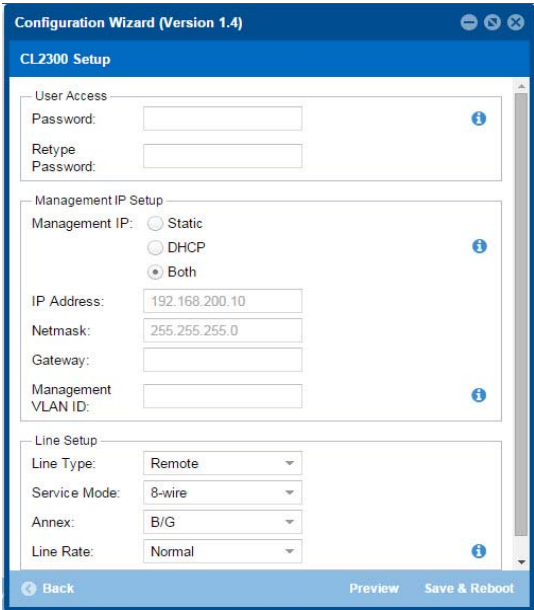 Configuration Wizard (Version 1.4)
CL2300 Setup
User Access
Password:
Retype
Password:
Management IP Setup
Management IP:
Static
DHCP
Both
IP Address:
192.168.200.10
Netmask:
255.255.255.0
Gateway:
Management
VLAN ID:
Line Setup
Line Type:
Remote
Service Mode:
8-wire
Annex:
B/G
Line Rate:
Normal
Back
Preview
Save & Reboot